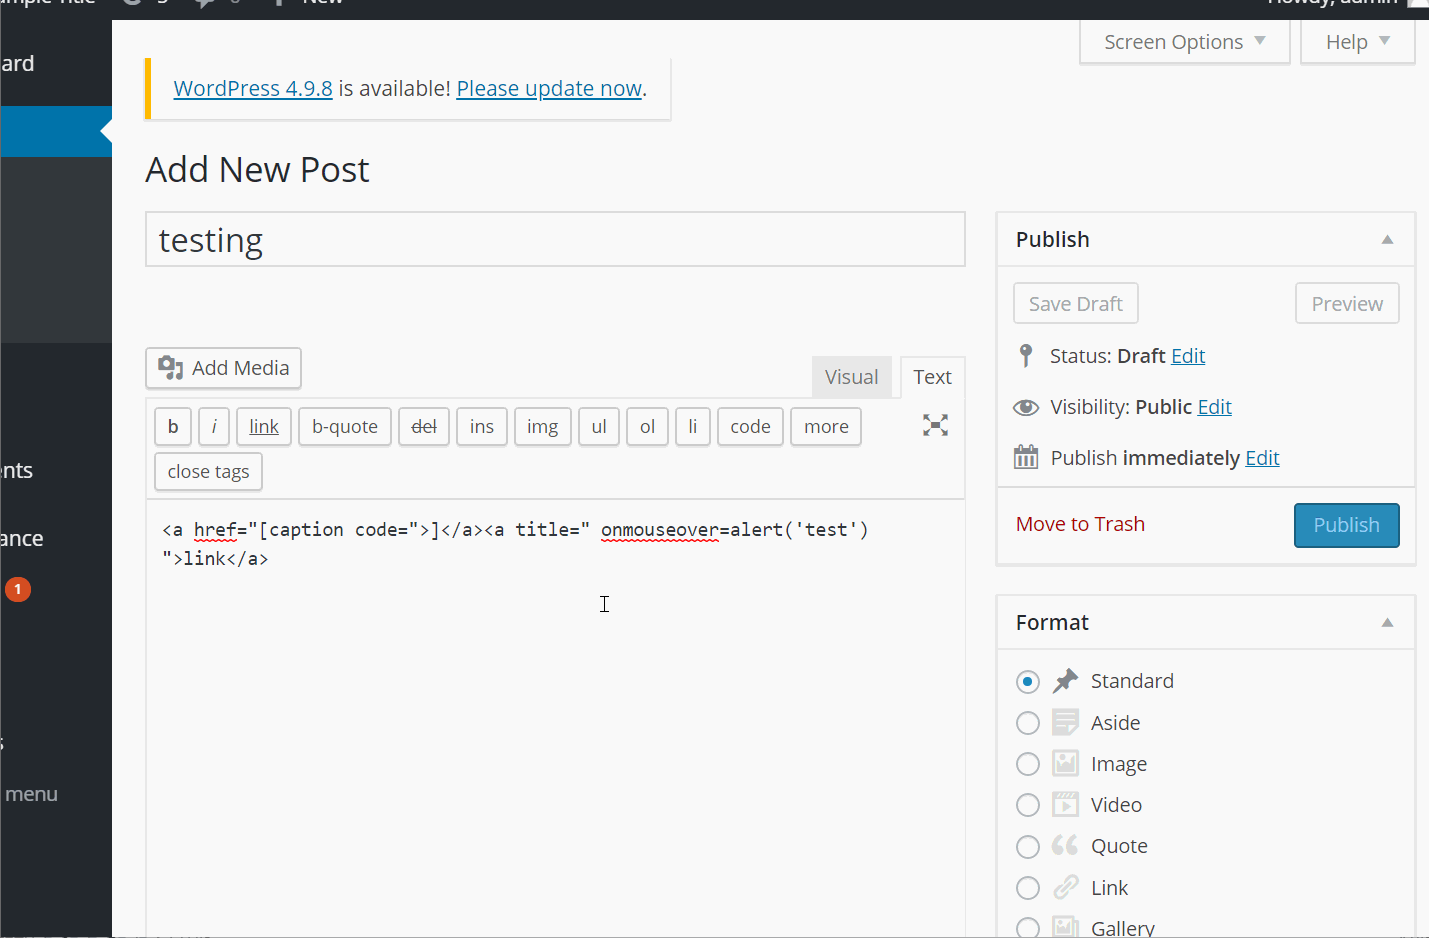 New
Howdy, admin
Screen Options
Help
ard
WordPress 4.9.8 is available! Please update now.
Add New Post
testing
Add Media
Visual
Text
b
i
link
b-quote
del
ins
img
ul
ol
li
code
more
close tags
<a href="[caption code=">]</a><a title=" onmouseover=alert('test')
">link</a>
Publish
Save Draft
Preview
Status: Draft Edit
Visibility: Public Edit
Publish immediately Edit
Move to Trash
Publish
Format
Standard
Aside
Image
Video
Quote
Link
Gallery
nts
ance
1
s
menu